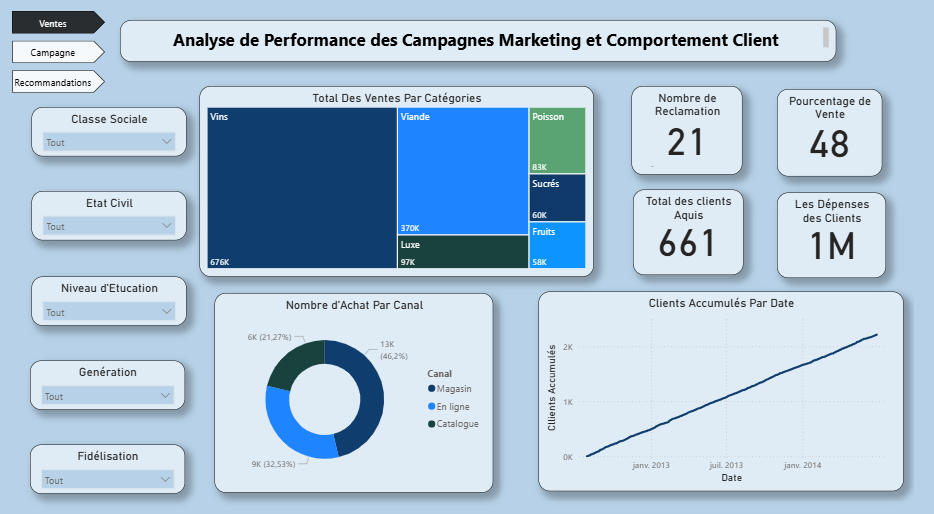 Ventes
Campagne
Recommandations
Analyse de Performance des Campagnes Marketing et Comportement Client
Classe Sociale
Tout
Etat Civil
Tout
Niveau d'Etucation
Tout
Genération
Tout
Fidélisation
Tout
Total Des Ventes Par Catégories
Vins
676K
Viande
370K
Luxe
97K
Poisson
83K
Sucrés
60K
Fruits
58K
Nombre de
Reclamation
21
Pourcentage de
Vente
48
Total des clients
Aquis
661
Les Dépenses
des Clients
1M
Nombre d'Achat Par Canal
6K (21,27%)
13K
(46,2%)
9K (32,53%)
Canal
Magasin
En ligne
Catalogue
Clients Accumulés Par Date
Cllients Accumulés
2K
1K
0K
janv. 2013
juil. 2013
janv. 2014
Date